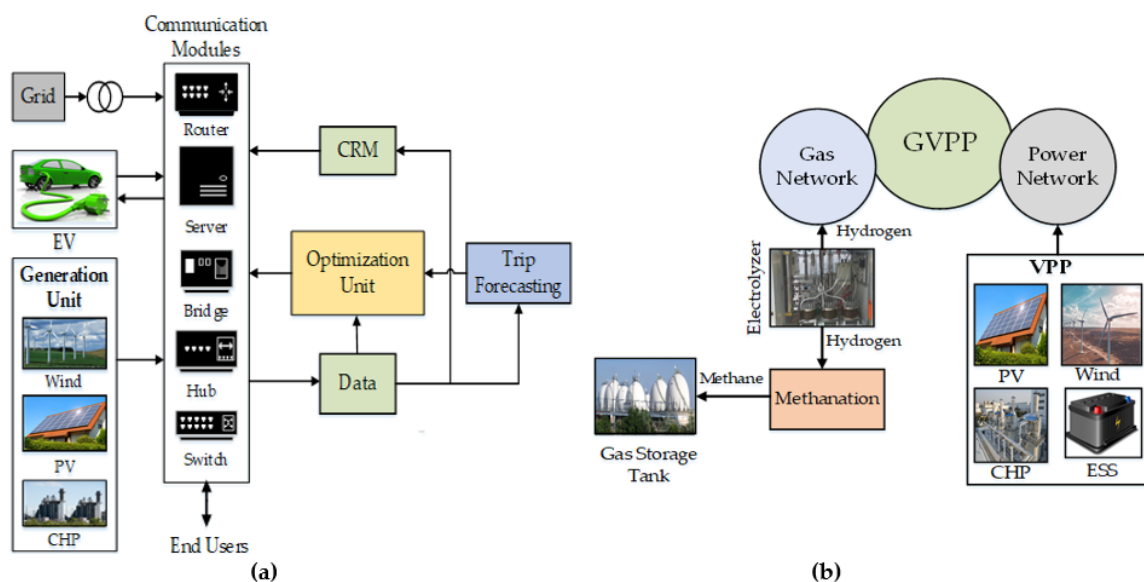 Communication
Modules
Grid
Router
CRM
Server
EV
Optimization
Unit
Trip
Forecasting
Generation
Unit
Bridge
Wind
Hub
Data
PV
Switch
CHP
End Users
(a)
GVPP
Gas
Network
Power
Network
Hydrogen
Electrolyzer
VPP
Hydrogen
PV
Wind
Methane
Methanation
Gas Storage
Tank
CHP
ESS
(b)